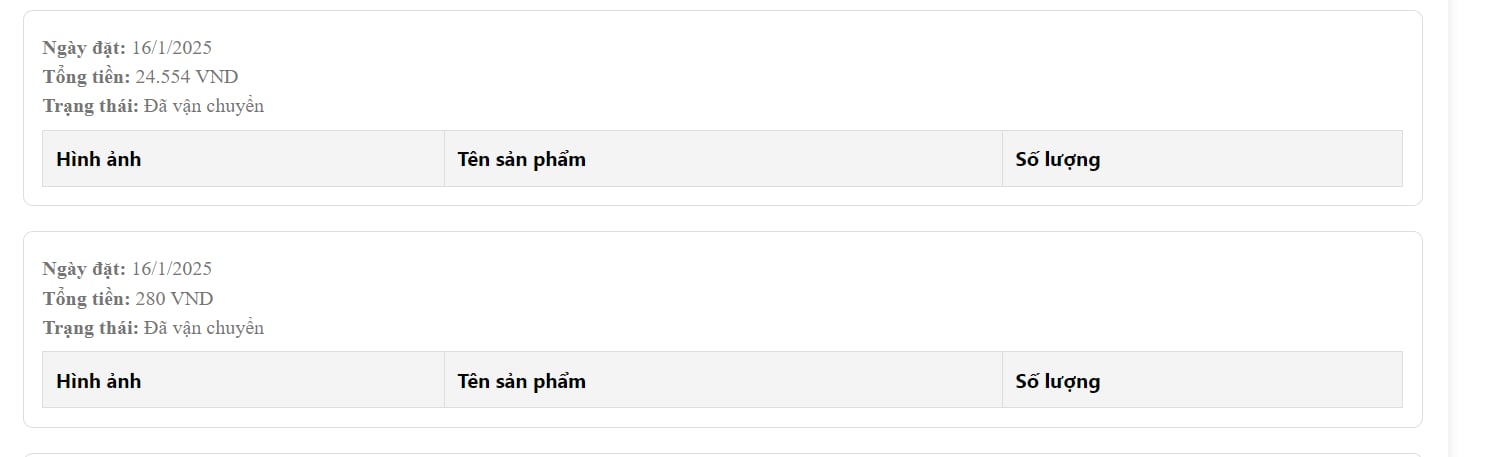 Ngày đặt: 16/1/2025
Tổng tiền: 24.554 VND
Trạng thái: Đã vận chuyển
Hình ảnh Tên sản phẩm Số lượng
Ngày đặt: 16/1/2025
Tổng tiền: 280 VND
Trạng thái: Đã vận chuyển
Hình ảnh Tên sản phẩm Số lượng